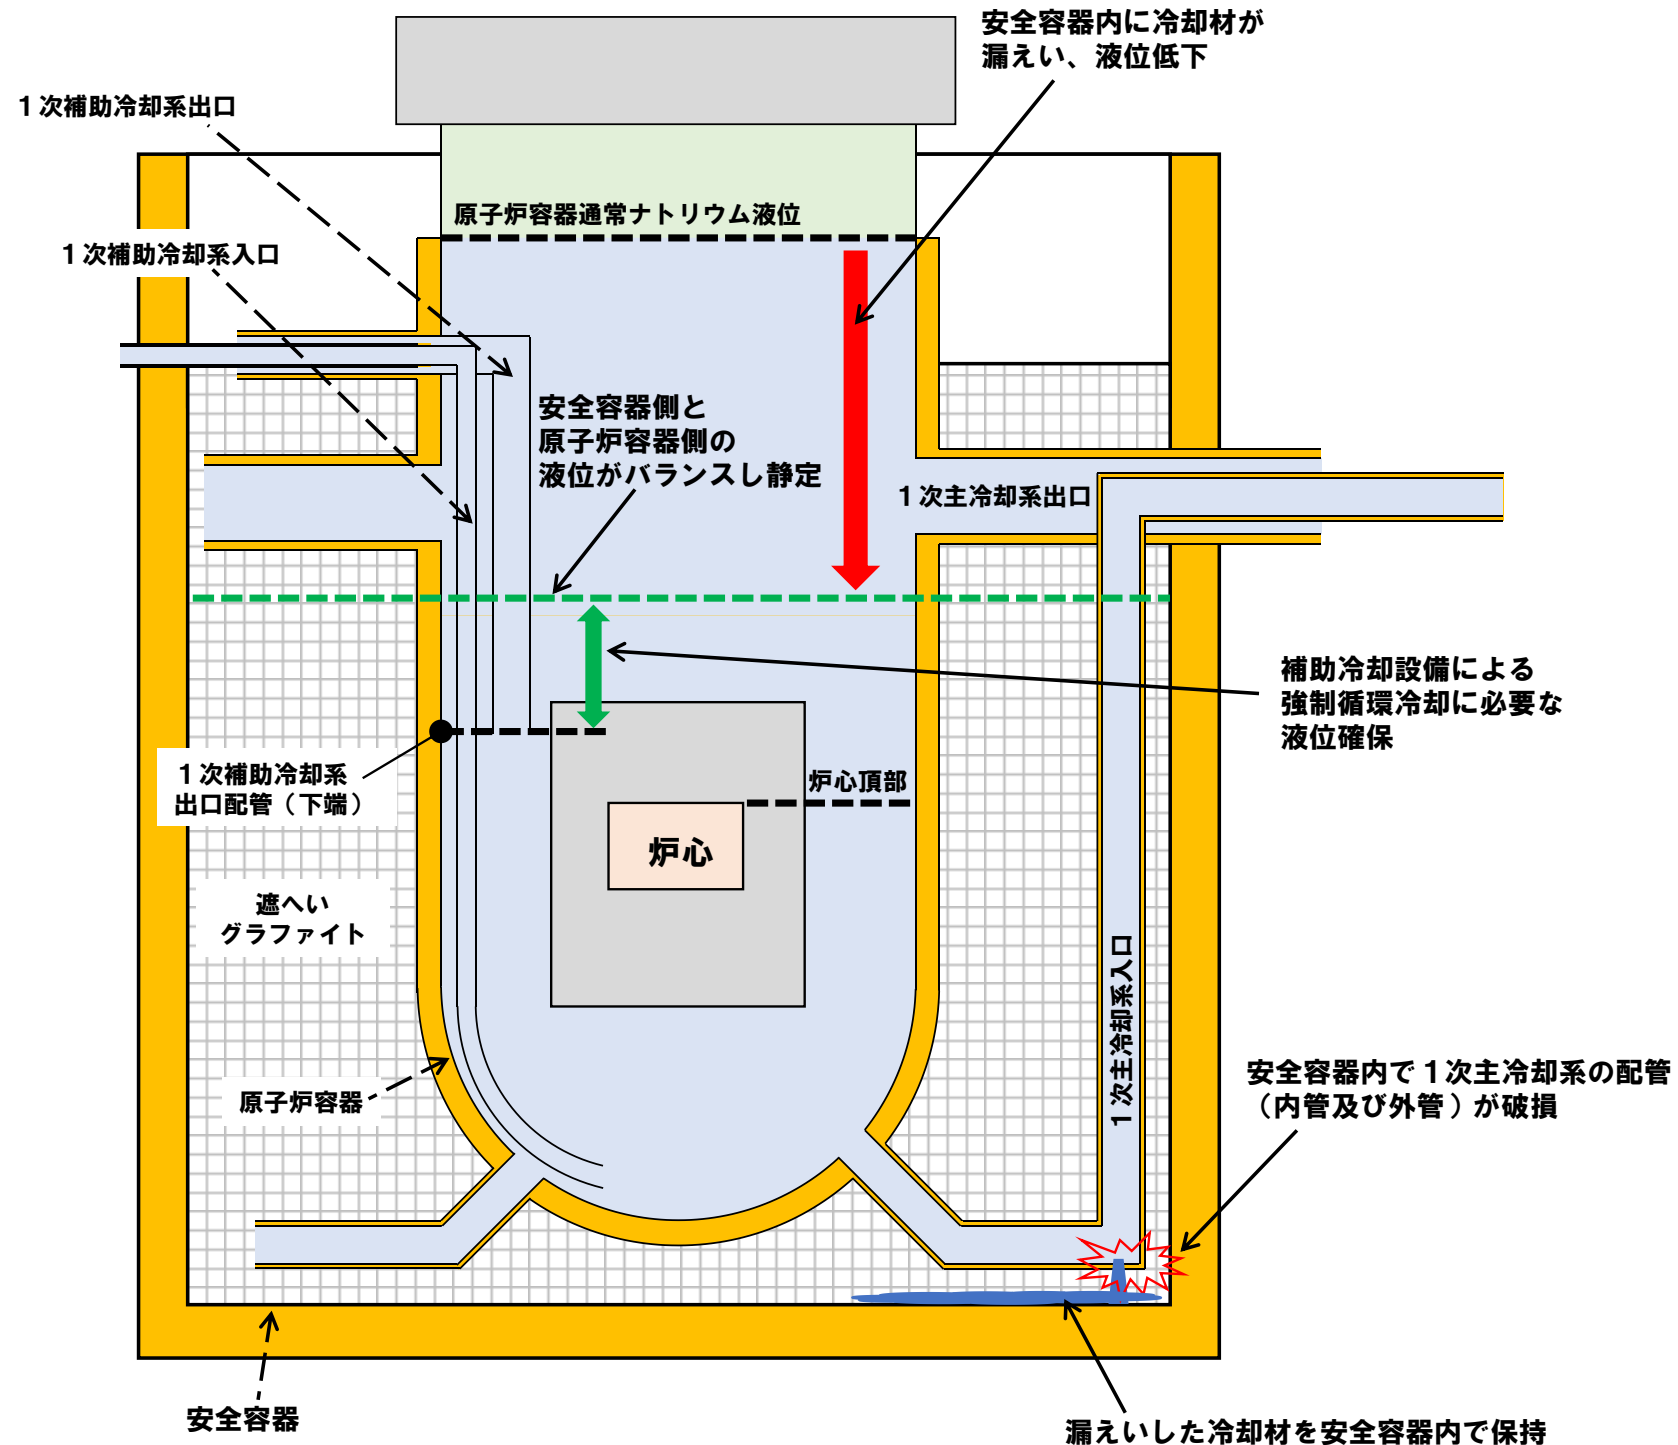 安全容器内に冷却材が
漏えい、液位低下
１次補助冷却系出口
原子炉容器通常ナトリウム液位
１次補助冷却系入口
安全容器側と
原子炉容器側の
液位がバランスし静定
１次主冷却系出口
補助冷却設備による
強制循環冷却に必要な
液位確保
１次補助冷却系
出口配管（下端）
炉心頂部
炉心
遮へい
グラファイト
１次主冷却系入口
原子炉容器
安全容器内で１次主冷却系の配管
（内管及び外管）が破損
安全容器
漏えいした冷却材を安全容器内で保持